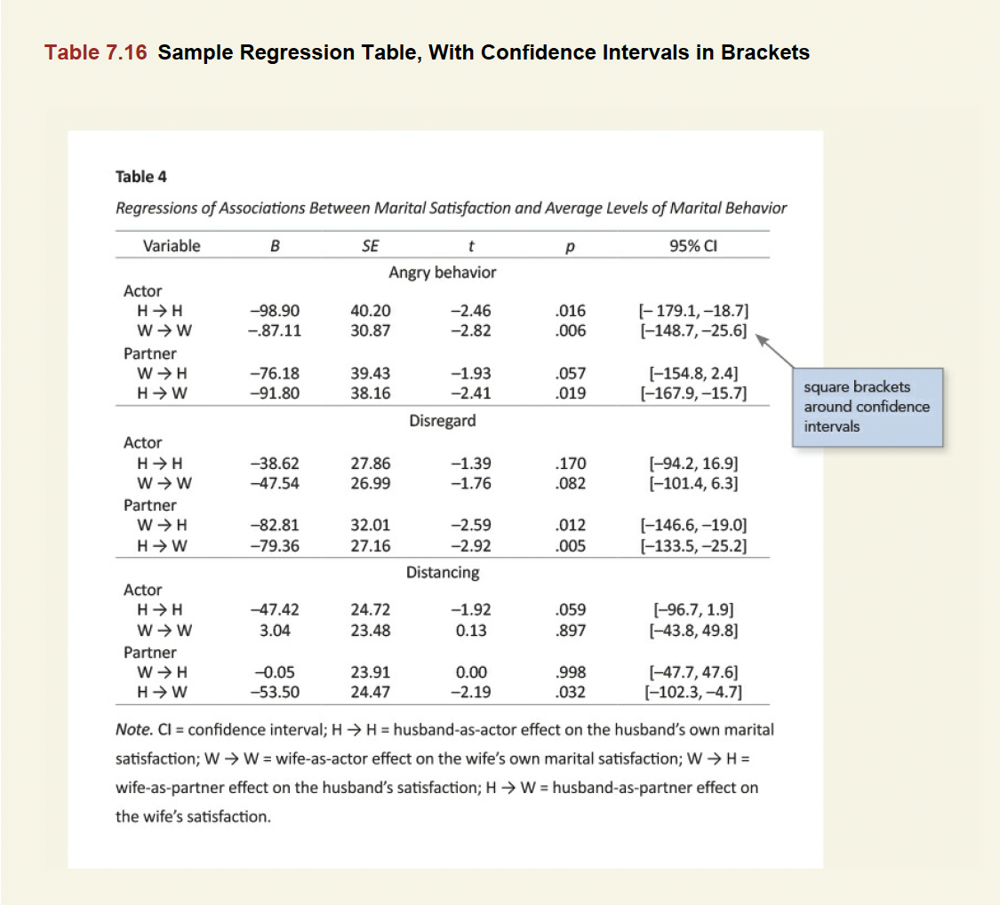 Table 7.16 Sample Regression Table, With Confidence Intervals in Brackets
Table 4
Regressions of Associations Between Marital Satisfaction and Average Levels of Marital Behavior
Variable B SE t p 95% CI
Angry behavior
Actor
H → H −98.90 40.20 −2.46 .016 [− 179.1, −18.7]
W → W −.87.11 30.87 −2.82 .006 [−148.7, −25.6]
Partner
W → H −76.18 39.43 −1.93 .057 [−154.8, 2.4]
H → W −91.80 38.16 −2.41 .019 [−167.9, −15.7]
square brackets
around confidence
intervals
Disregard
Actor
H → H −38.62 27.86 −1.39 .170 [−94.2, 16.9]
W → W −47.54 26.99 −1.76 .082 [−101.4, 6.3]
Partner
W → H −82.81 32.01 −2.59 .012 [−146.6, −19.0]
H → W −79.36 27.16 −2.92 .005 [−133.5, −25.2]
Distancing
Actor
H → H −47.42 24.72 −1.92 .059 [−96.7, 1.9]
W → W 3.04 23.48 0.13 .897 [−43.8, 49.8]
Partner
W → H −0.05 23.91 0.00 .998 [−47.7, 47.6]
H → W −53.50 24.47 −2.19 .032 [−102.3, −4.7]
Note. CI = confidence interval; H → H = husband-as-actor effect on the husband’s own marital
satisfaction; W → W = wife-as-actor effect on the wife’s own marital satisfaction; W → H =
wife-as-partner effect on the husband’s satisfaction; H → W = husband-as-partner effect on
the wife’s satisfaction.